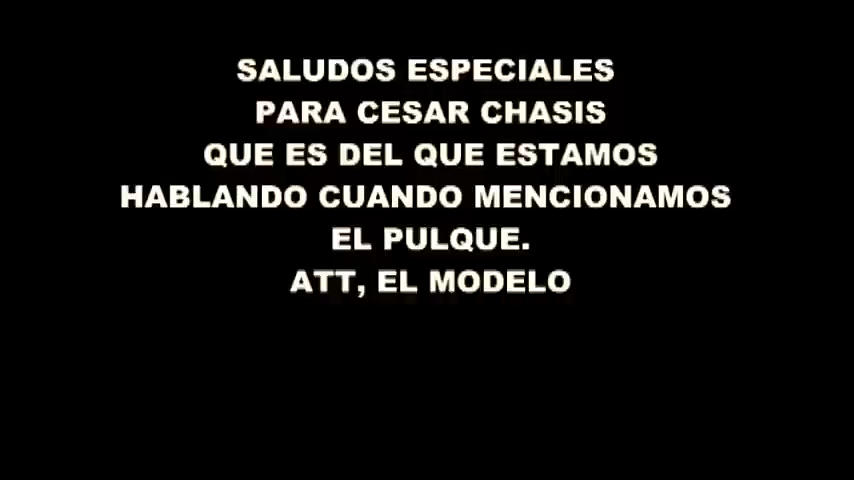 SALUDOS ESPECIALES
PARA CESAR CHASIS
QUE ES DEL QUE ESTAMOS
HABLANDO CUANDO MENCIONAMOS
EL PULQUE.
ATT, EL MODELO